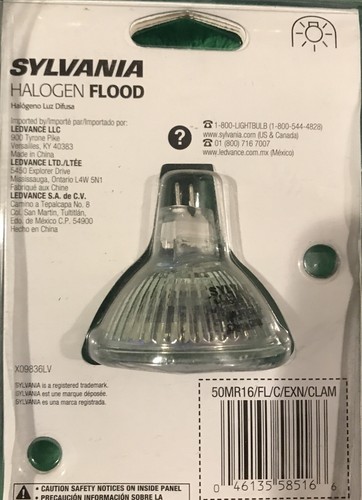 SYLVANIA
HALOGEN FLOOD
Halógeno Luz Difusa
Imported by/Importé par/Importado por:
LEDVANCE LLC
900 Tyrone Pike
Versailles, KY 40383
Made in China
LEDVANCE LTD./LTÉE
5450 Explorer Drive
Mississauga, Ontario L4W 5N1
Fabriqué aux Chine
LEDVANCE S.A. de C.V.
Camino a Tepalcapa No. 8
Col. San Martín, Tultitlán,
Edo. de México C.P. 54900
Hecho en China
?
☎1-800-LIGHTBULB (1-800-544-4828)
www.sylvania.com (US & Canada)
☎01 (800) 716 7007
www.ledvance.com.mx (México)
X09836LV
SYLVANIA is a registered trademark.
SYLVANIA est une marque déposée.
SYLVANIA es una marca registrada.
50MR16/FL/C/EXN/CLAM
0 46135 58516 6
• CAUTION SAFETY NOTICES ON INSIDE PANEL
• PRECAUCIÓN INFORMACIÓN SOBRE LA